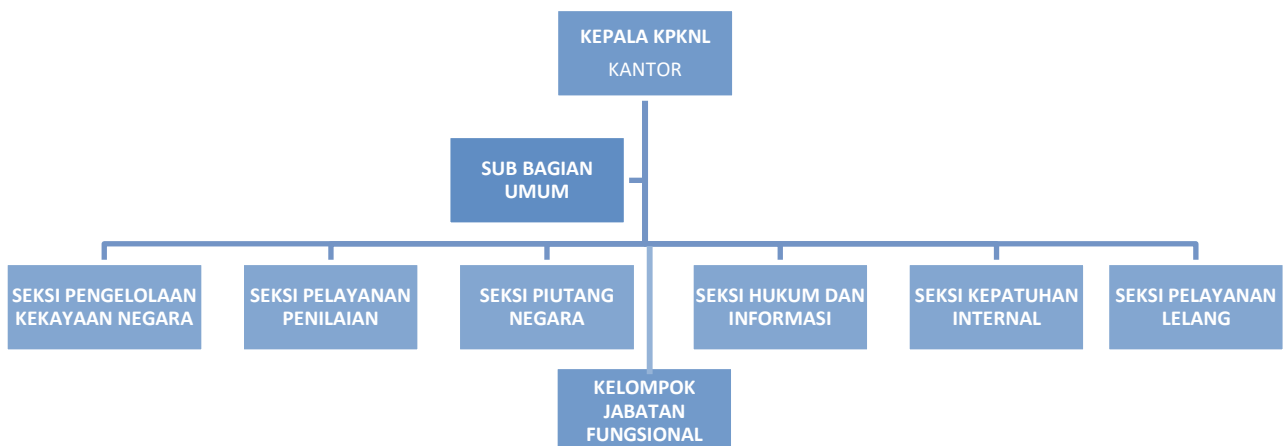 KEPALA KPKNL
KANTOR
SUB BAGIAN
UMUM
SEKSI PENGELOLAAN
KEKAYAAN NEGARA
SEKSI PELAYANAN
PENILAIAN
SEKSI PIUTANG
NEGARA
SEKSI HUKUM DAN
INFORMASI
SEKSI KEPATUHAN
INTERNAL
SEKSI PELAYANAN
LELANG
KELOMPOK
JABATAN
FUNGSIONAL